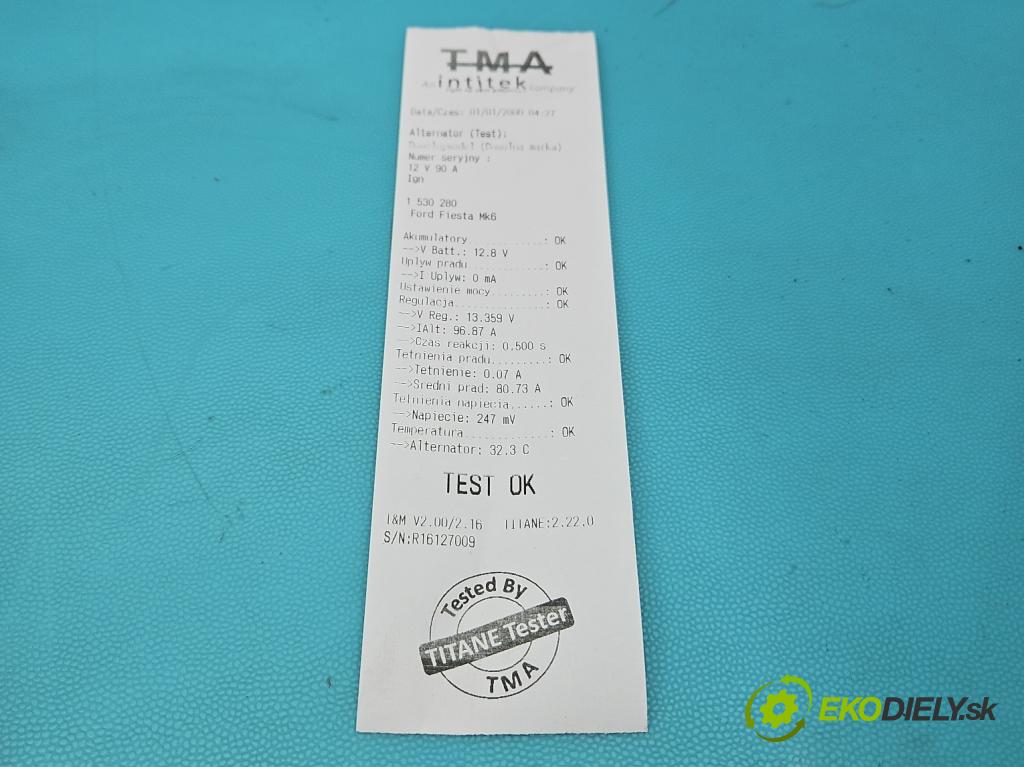 TMA
An intitek company
Data/Czas: 01/01/2000 04:27
Alternator (Test):
(Dowolna marka)
Numer seryjny :
12 V 90 A
Ign
1 530 280
Ford Fiesta Mk6
Akumulatory...........: OK
-->V Batt.: 12.8 V
Uplyw pradu............: OK
-->I Uplyw: 0 mA
Ustawienie mocy........: OK
Regulacja..............: OK
-->V Reg.: 13.359 V
-->IAlt: 96.87 A
-->Czas reakcji: 0.500 s
Tetnienia pradu.........: OK
-->Tetnienie: 0.07 A
-->Sredni prad: 80.73 A
Tetnienia napiecia......: OK
-->Napiecie: 247 mV
Temperatura.............: OK
-->Alternator: 32.3 C
TEST OK
T&M V2.00/2.16 TITANE:2.22.0
S/N:R16127009
Tested By
TITANE Tester
TMA
EKODIELY.sk